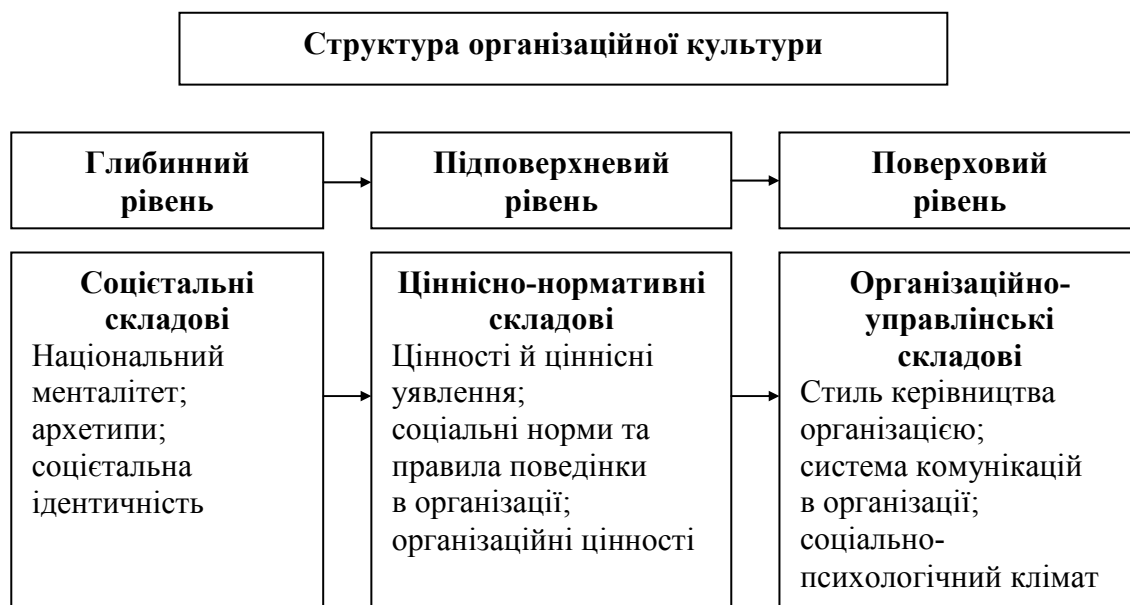 Структура організаційної культури
Глибинний
рівень
Підповерхневий
рівень
Поверховий
рівень
Соцієтальні
складові
Національний
менталітет;
архетипи;
соцієтальна
ідентичність
Ціннісно-нормативні
складові
Цінності й ціннісні
уявлення;
соціальні норми та
правила поведінки
в організації;
організаційні цінності
Організаційно-
управлінські
складові
Стиль керівництва
організацією;
система комунікацій
в організації;
соціально-
психологічний клімат